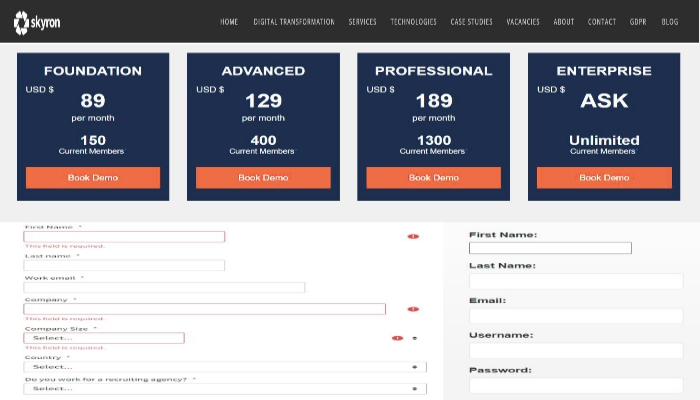 skyron
HOME DIGITAL TRANSFORMATION SERVICES TECHNOLOGIES CASE STUDIES VACANCIES ABOUT CONTACT GDPR BLOG
FOUNDATION
USD $
89
per month
150
Current Members
Book Demo
ADVANCED
USD $
129
per month
400
Current Members
Book Demo
PROFESSIONAL
USD $
189
per month
1300
Current Members
Book Demo
ENTERPRISE
USD $
ASK
Unlimited
Current Members
Book Demo
First Name *
This field is required.
Last name *
Work email *
Company *
This field is required.
Company Size *
Select...
This field is required.
Country *
Select...
Do you work for a recruiting agency? *
Select...
First Name:
Last Name:
Email:
Username:
Password: